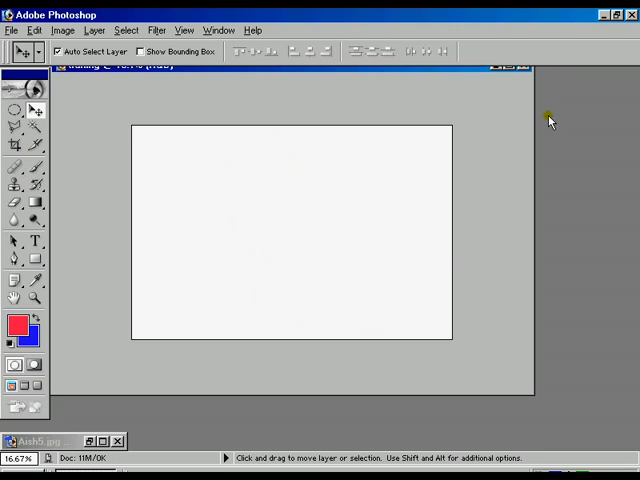 Adobe Photoshop
File Edit Image Layer Select Filter View Window Help
Auto Select Layer Show Bounding Box
Aish5.jpg ...
16.67% Doc: 11M/0K Click and drag to move layer or selection. Use Shift and Alt for additional options.